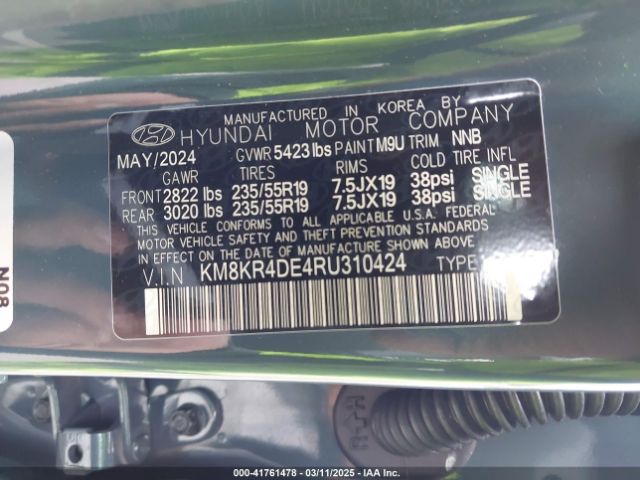 MANUFACTURED IN KOREA BY
HYUNDAI MOTOR COMPANY
MAY/2024 GVWR 5423 lbs PAINT M9U TRIM NNB
GAWR TIRES RIMS COLD TIRE INFL
FRONT 2822 lbs 235/55R19 7.5JX19 38psi SINGLE
REAR 3020 lbs 235/55R19 7.5JX19 38psi SINGLE
THIS VEHICLE CONFORMS TO ALL APPLICABLE U.S.A. FEDERAL
MOTOR VEHICLE SAFETY AND THEFT PREVENTION STANDARDS
IN EFFECT ON THE DATE OF MANUFACTURE SHOWN ABOVE.
V.I.N KM8KR4DE4RU310424 TYPE
N08
000-41761478 - 03/11/2025 - IAA Inc.